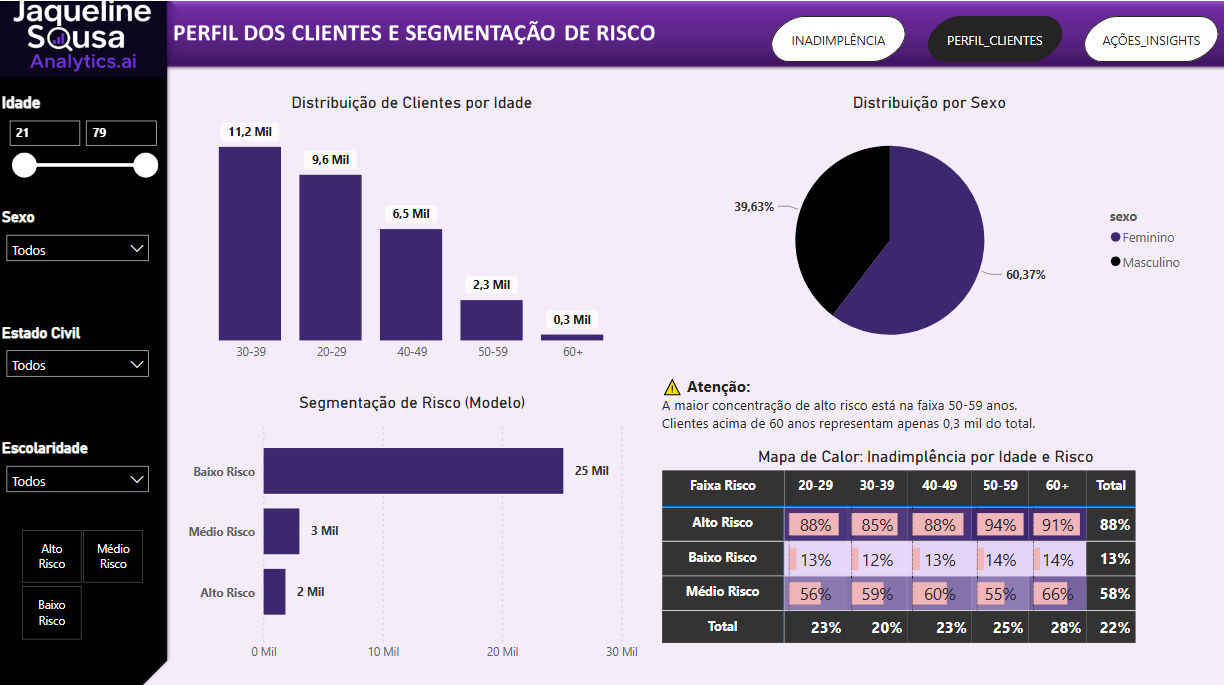 Jaqueline
Sousa
Analytics.ai
PERFIL DOS CLIENTES E SEGMENTAÇÃO DE RISCO
INADIMPLÊNCIA
PERFIL_CLIENTES
AÇÕES_INSIGHTS
Idade
21 79
Sexo
Todos
Estado Civil
Todos
Escolaridade
Todos
Alto
Risco
Médio
Risco
Baixo
Risco
Distribuição de Clientes por Idade
11,2 Mil
9,6 Mil
6,5 Mil
2,3 Mil
0,3 Mil
30-39 20-29 40-49 50-59 60+
Distribuição por Sexo
39,63%
60,37%
sexo
Feminino
Masculino
Segmentação de Risco (Modelo)
Baixo Risco 25 Mil
Médio Risco 3 Mil
Alto Risco 2 Mil
0 Mil 10 Mil 20 Mil 30 Mil
Atenção:
A maior concentração de alto risco está na faixa 50-59 anos.
Clientes acima de 60 anos representam apenas 0,3 mil do total.
Mapa de Calor: Inadimplência por Idade e Risco
Faixa Risco 20-29 30-39 40-49 50-59 60+ Total
Alto Risco 88% 85% 88% 94% 91% 88%
Baixo Risco 13% 12% 13% 14% 14% 13%
Médio Risco 56% 59% 60% 55% 66% 58%
Total 23% 20% 23% 25% 28% 22%